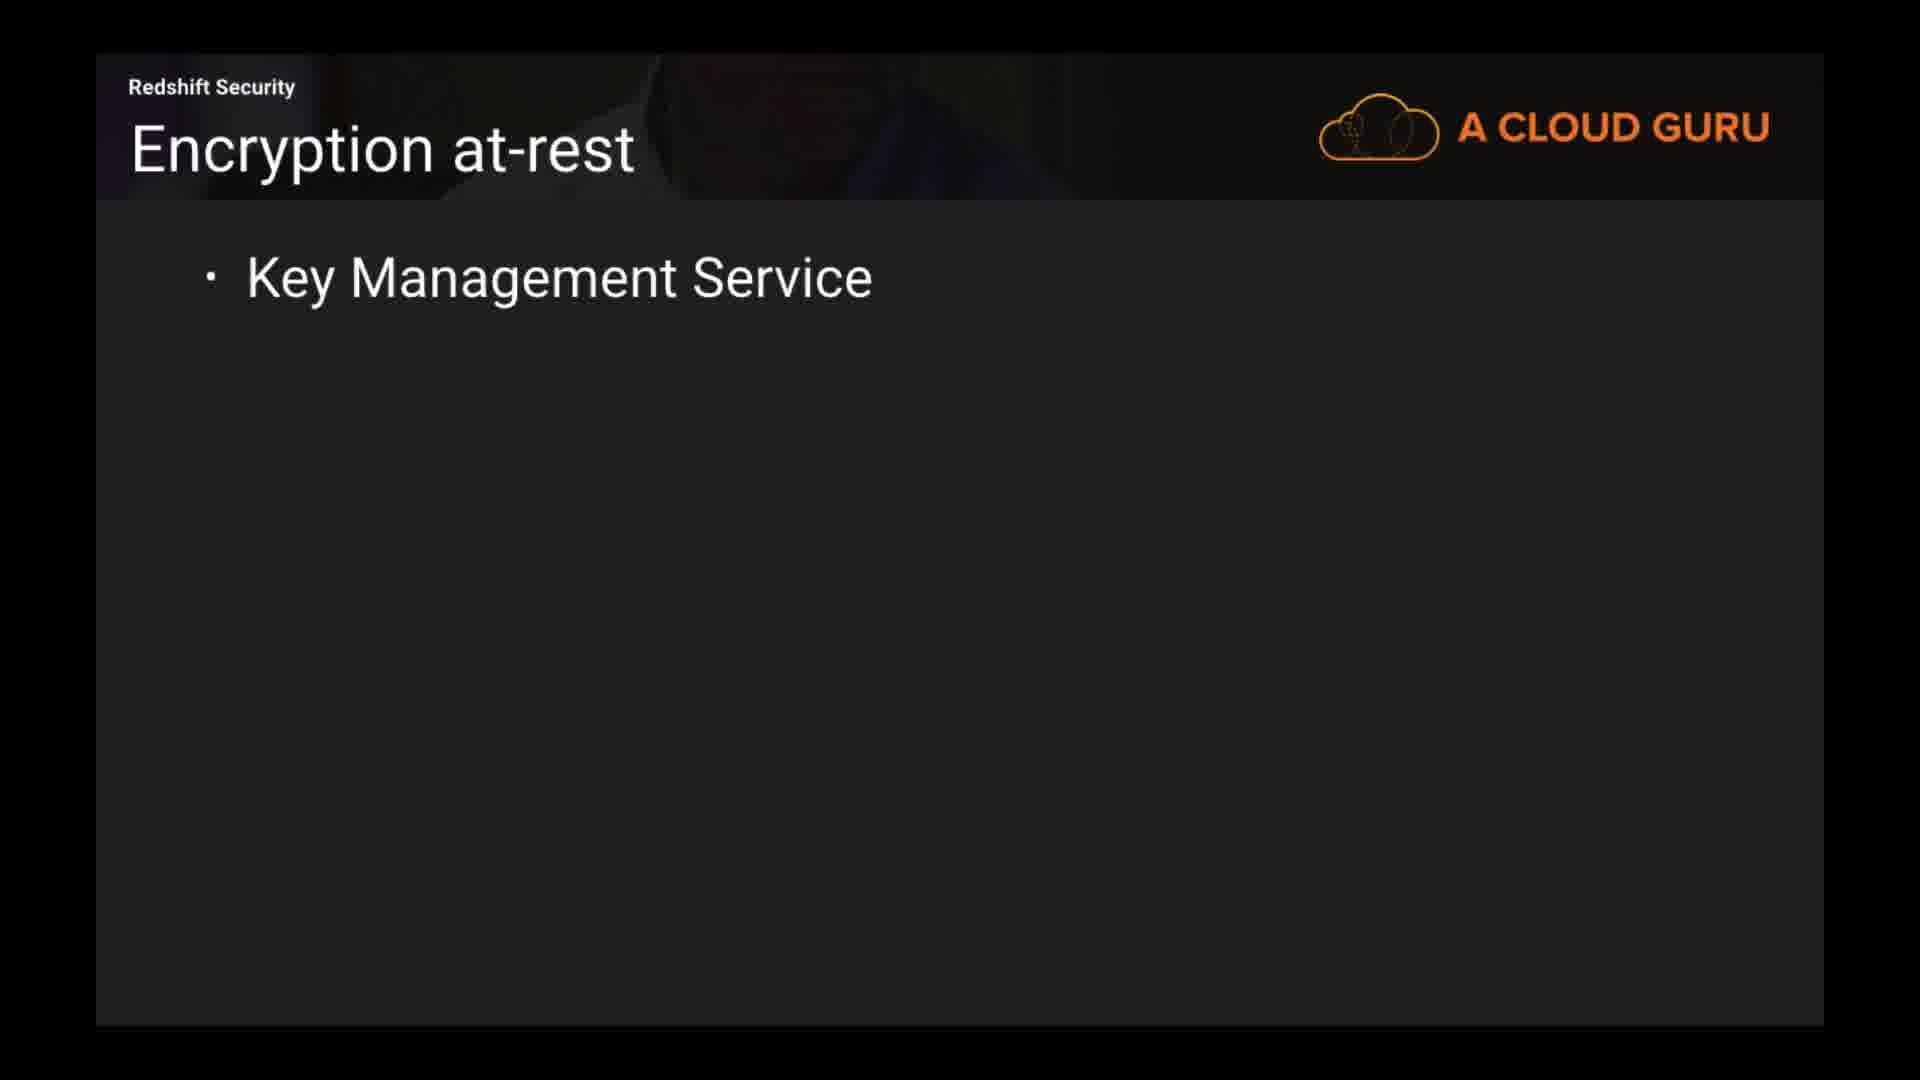 Redshift Security
Encryption at-rest
A CLOUD GURU
• Key Management Service